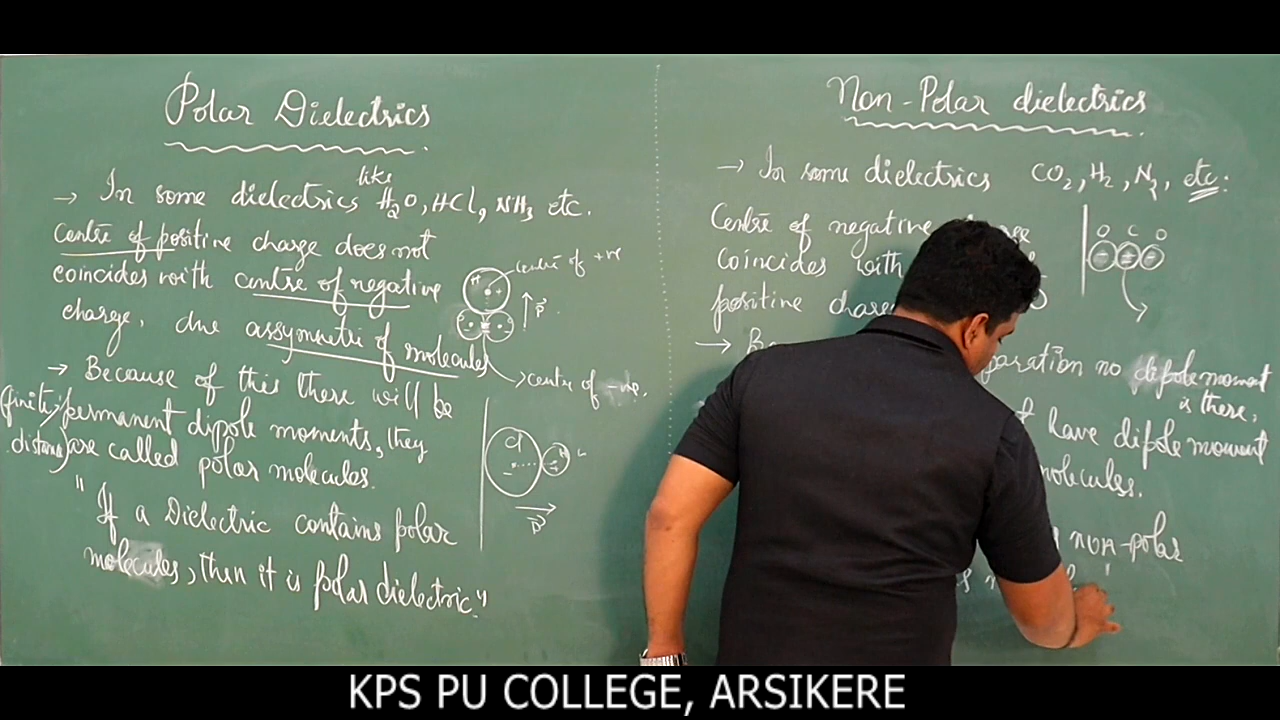 Polar Dielectrics
like
→ In some dielectrics H₂O, HCl, NH₃ etc.
Centre of positive charge does not
coincides with centre of negative
charge, due assymetri of molecules
H
+
centre of +ve
P
centre of -ve.
→ Because of this there will be
(finite permanent dipole moments, they
distance) are called polar molecules.
Cl
H
P
" If a Dielectric contains polar
molecules, then it is polar dielectric"
Non-Polar dielectrics
→ In some dielectrics CO₂, H₂, N₂, etc:
Centre of negative
coincides with
positive
O C O
→
no dipole moment
is there,
have dipole moment
molecules.
non-polar
"
KPS PU COLLEGE, ARSIKERE